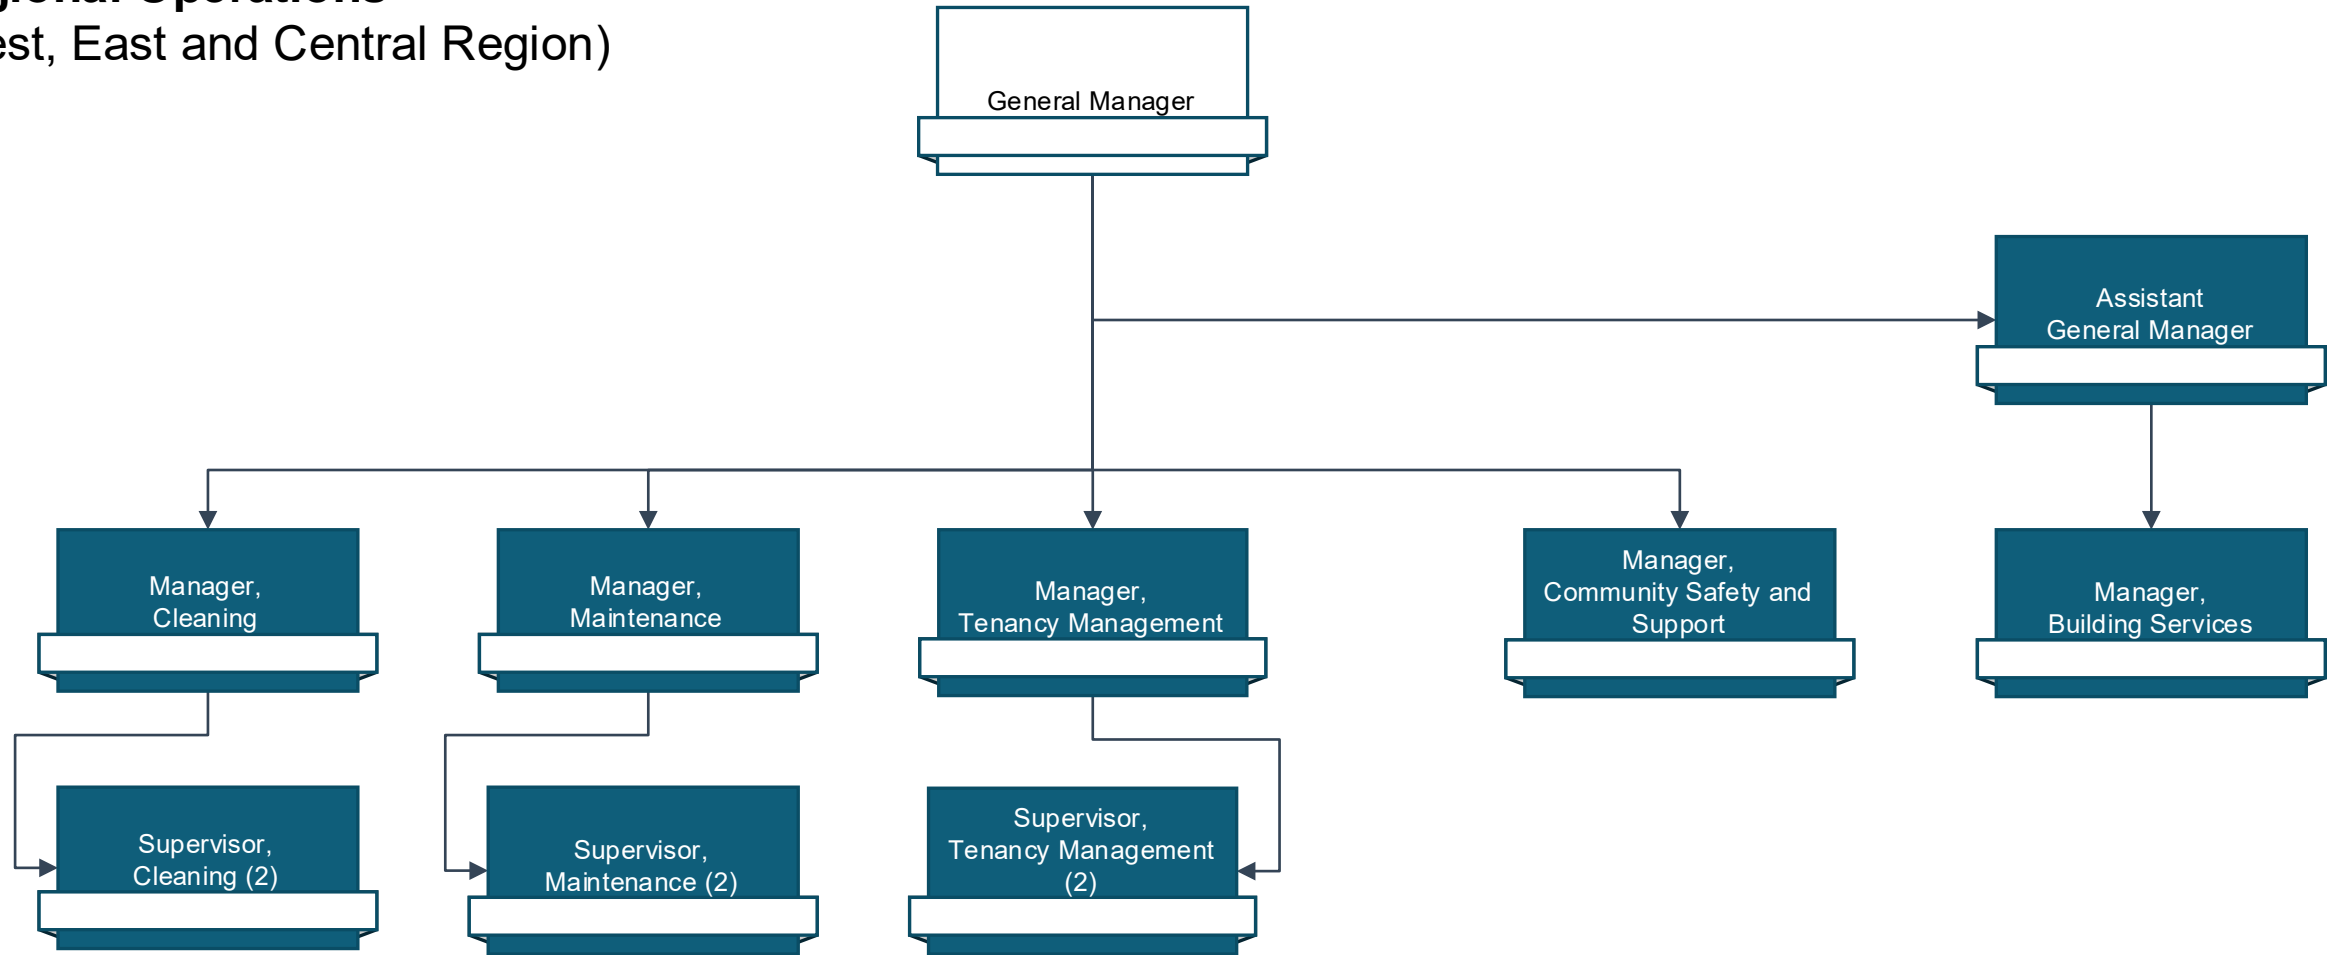 Operations
East and Central Region)
General Manager
Assistant
General Manager
Manager,
Cleaning
Manager,
Maintenance
Manager,
Tenancy Management
Manager,
Community Safety and
Support
Manager,
Building Services
Supervisor,
Cleaning (2)
Supervisor,
Maintenance (2)
Supervisor,
Tenancy Management
(2)